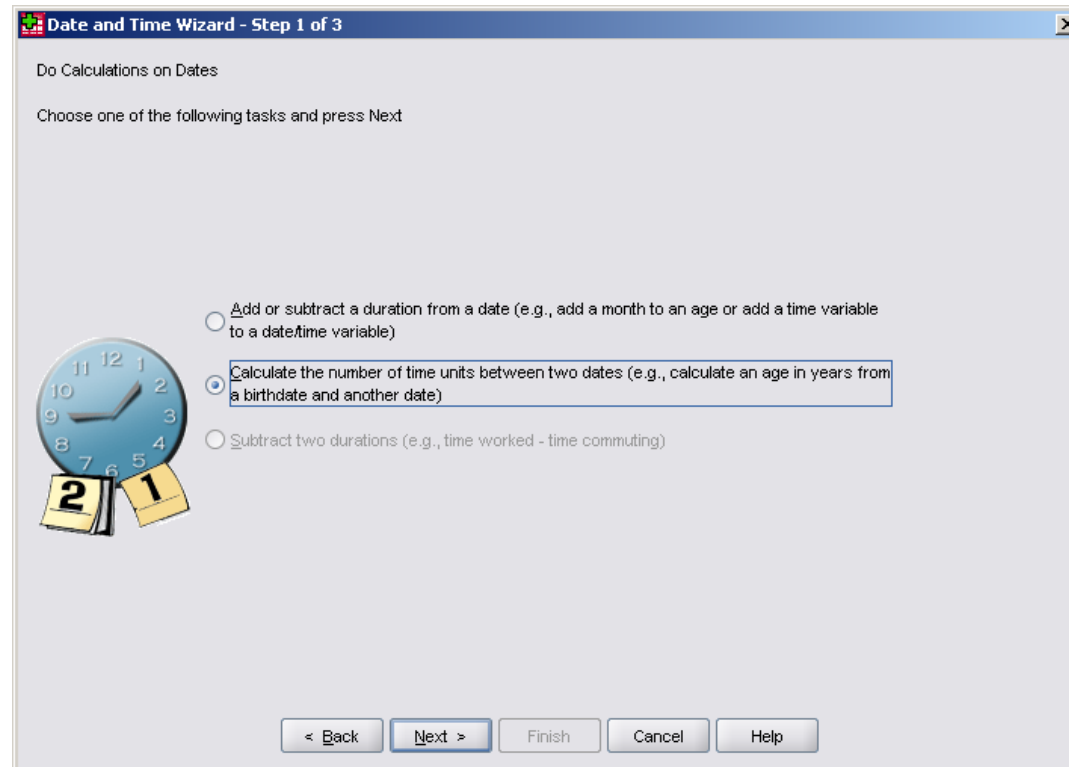 Date and Time Wizard - Step 1 of 3
Do Calculations on Dates
Choose one of the following tasks and press Next
Add or subtract a duration from a date (e.g., add a month to an age or add a time variable
to a date/time variable)
Calculate the number of time units between two dates (e.g., calculate an age in years from
a birthdate and another date)
Subtract two durations (e.g., time worked - time commuting)
11 12 1
10 2
9 3
8 4
7 6 5
2 1
< Back Next > Finish Cancel Help